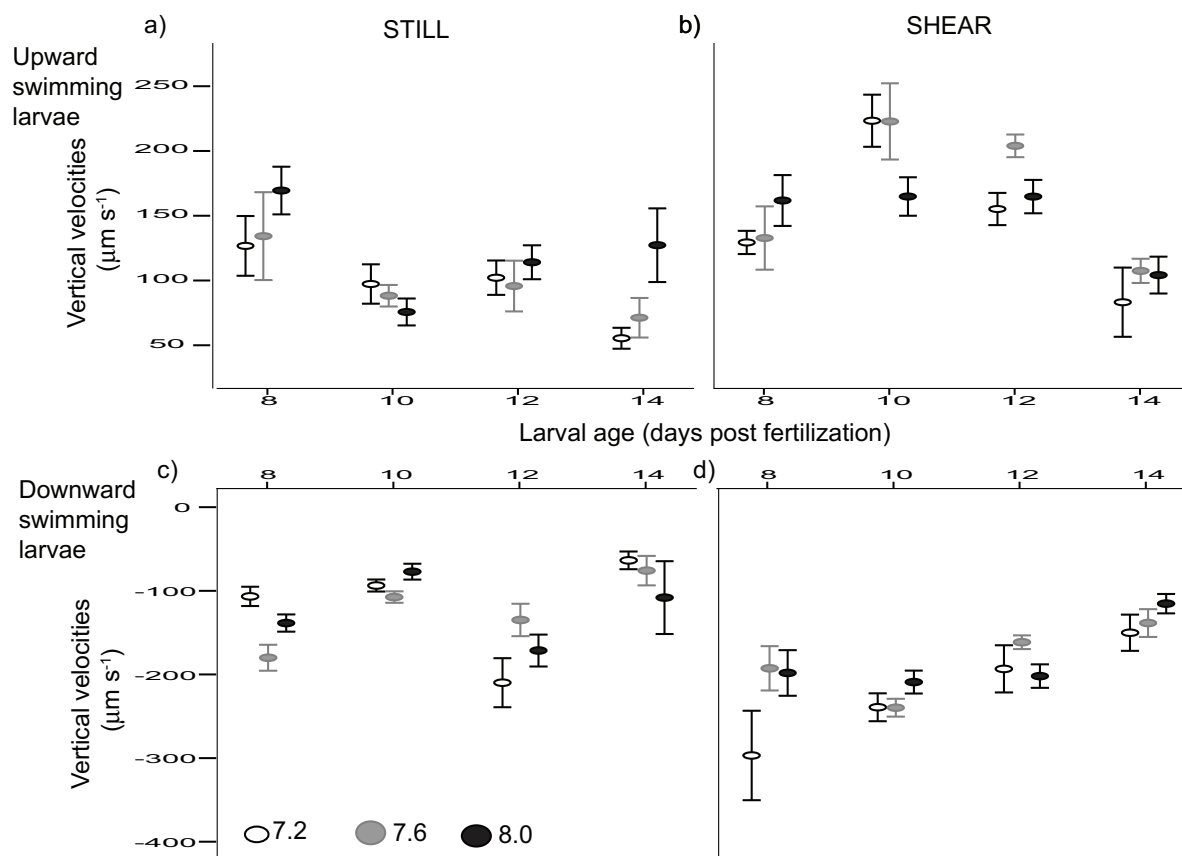 a)
STILL
b)
SHEAR
Upward
swimming
larvae
Vertical velocities
(μm s⁻¹)
250
200
150
100
50
8 10 12 14
8 10 12 14
Larval age (days post fertilization)
c)
8 10 12 14
d)
8 10 12 14
Downward
swimming
larvae
Vertical velocities
(μm s⁻¹)
0
-100
-200
-300
-400
7.2 7.6 8.0